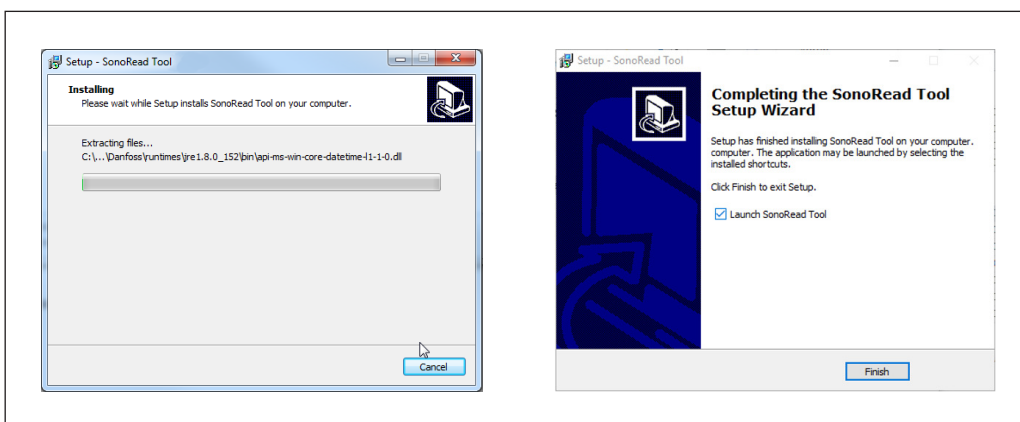 Setup - SonoRead Tool
Installing
Please wait while Setup installs SonoRead Tool on your computer.
Extracting files...
C:\...\Danfoss\runtimes\jre1.8.0_152\bin\api-ms-win-core-datetime-l1-1-0.dll
Cancel
Setup - SonoRead Tool
Completing the SonoRead Tool
Setup Wizard
Setup has finished installing SonoRead Tool on your computer.
computer. The application may be launched by selecting the
installed shortcuts.
Click Finish to exit Setup.
Launch SonoRead Tool
Finish